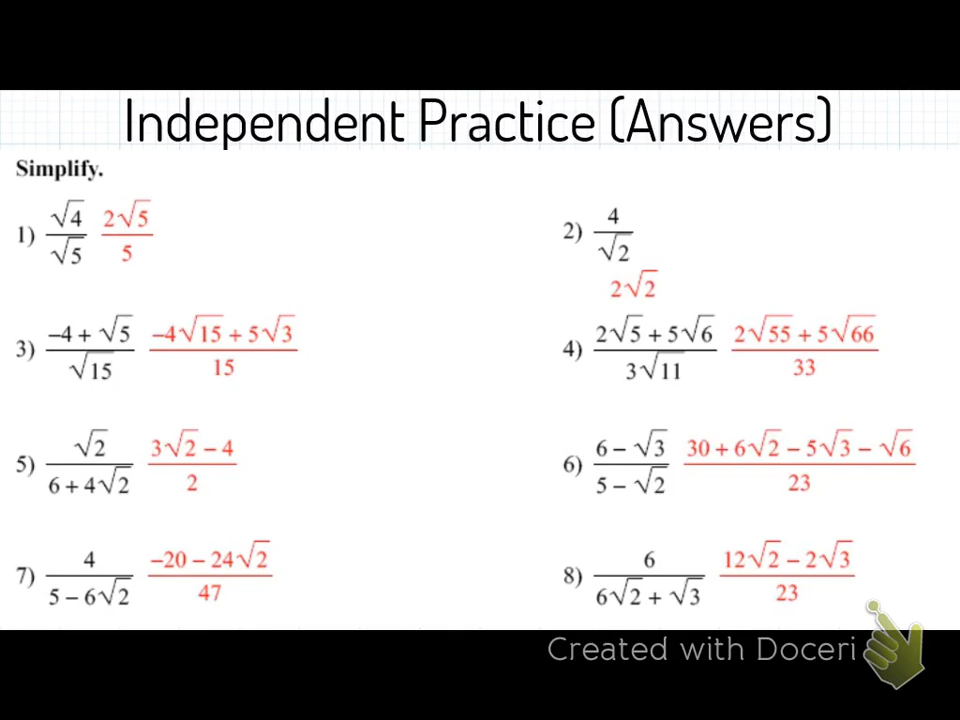 Independent Practice (Answers)
Simplify.
1) √4/√5 2√5/5
2) 4/√2 2√2
3) −4 + √5/√15 −4√15 + 5√3/15
4) 2√5 + 5√6/3√11 2√55 + 5√66/33
5) √2/6 + 4√2 3√2 − 4/2
6) 6 − √3/5 − √2 30 + 6√2 − 5√3 − √6/23
7) 4/5 − 6√2 −20 − 24√2/47
8) 6/6√2 + √3 12√2 − 2√3/23
Created with Doceri